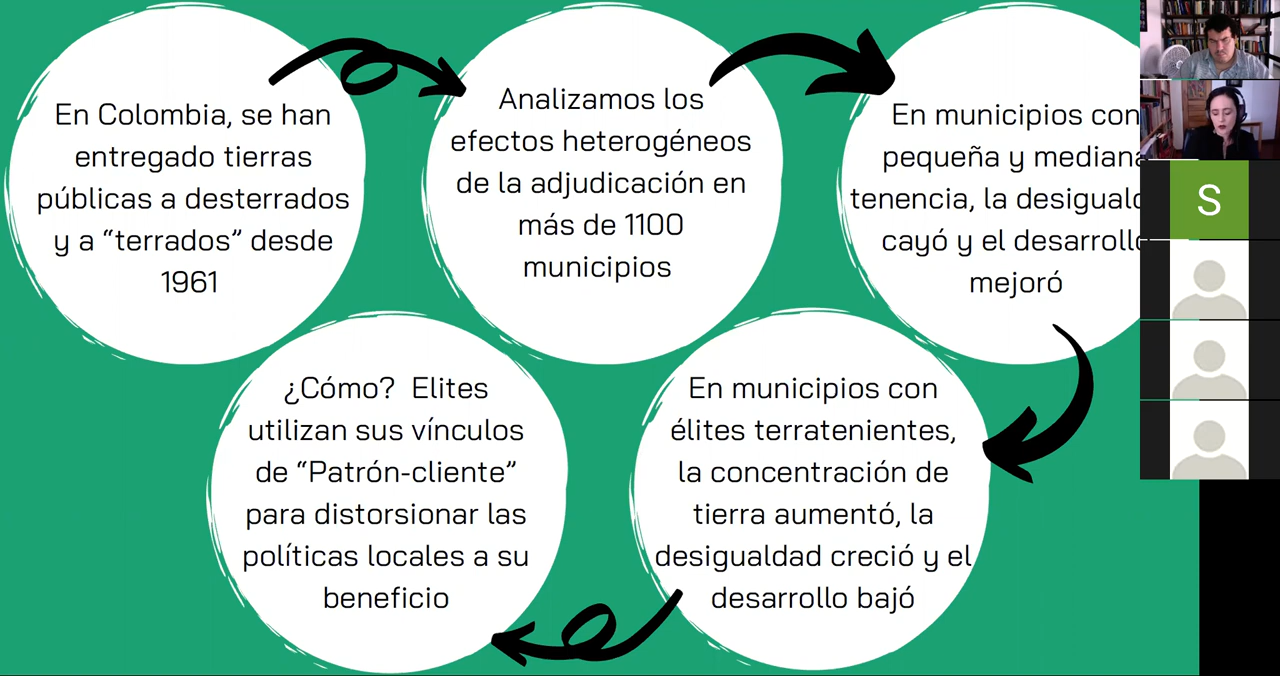 En Colombia, se han
entregado tierras
públicas a desterrados
y a “terrados” desde
1961
Analizamos los
efectos heterogéneos
de la adjudicación en
más de 1100
municipios
En municipios con
pequeña y mediana
tenencia, la
cayó y el desarrollo
mejoró
En municipios con
élites terratenientes,
la concentración de
tierra aumentó, la
desigualdad creció y el
desarrollo bajó
¿Cómo? Elites
utilizan sus vínculos
de “Patrón-cliente”
para distorsionar las
políticas locales a su
beneficio
S